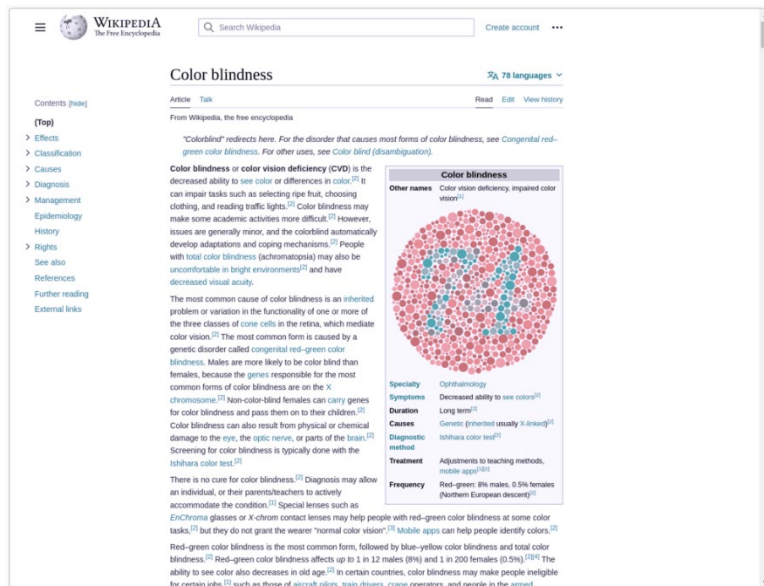 WIKIPEDIA
The Free Encyclopedia
Search Wikipedia
Create account
Color blindness
78 languages
Article Talk
Read Edit View history
From Wikipedia, the free encyclopedia
Contents [hide]
(Top)
Effects
Classification
Causes
Diagnosis
Management
Epidemiology
History
Rights
See also
References
Further reading
External links
"Colorblind" redirects here. For the disorder that causes most forms of color blindness, see Congenital red–
green color blindness. For other uses, see Color blind (disambiguation).
Color blindness or color vision deficiency (CVD) is the
decreased ability to see color or differences in color.[2] It
can impair tasks such as selecting ripe fruit, choosing
clothing, and reading traffic lights.[2] Color blindness may
make some academic activities more difficult.[2] However,
issues are generally minor, and the colorblind automatically
develop adaptations and coping mechanisms.[2] People
with total color blindness (achromatopsia) may also be
uncomfortable in bright environments[2] and have
decreased visual acuity.
The most common cause of color blindness is an inherited
problem or variation in the functionality of one or more of
the three classes of cone cells in the retina, which mediate
color vision.[2] The most common form is caused by a
genetic disorder called congenital red–green color
blindness. Males are more likely to be color blind than
females, because the genes responsible for the most
common forms of color blindness are on the X
chromosome.[2] Non-color-blind females can carry genes
for color blindness and pass them on to their children.[2]
Color blindness can also result from physical or chemical
damage to the eye, the optic nerve, or parts of the brain.[2]
Screening for color blindness is typically done with the
Ishihara color test.[2]
There is no cure for color blindness.[2] Diagnosis may allow
an individual, or their parents/teachers to actively
accommodate the condition.[1] Special lenses such as
EnChroma glasses or X-chrom contact lenses may help people with red–green color blindness at some color
tasks,[2] but they do not grant the wearer "normal color vision".[3] Mobile apps can help people identify colors.[2]
Red–green color blindness is the most common form, followed by blue–yellow color blindness and total color
blindness.[2] Red–green color blindness affects up to 1 in 12 males (8%) and 1 in 200 females (0.5%).[2][4] The
ability to see color also decreases in old age.[2] In certain countries, color blindness may make people ineligible
for certain jobs,[1] such as those of aircraft pilots, train drivers, crane operators, and people in the armed
Color blindness
Other names Color vision deficiency, impaired color
vision[1]
74
Specialty Ophthalmology
Symptoms Decreased ability to see colors[2]
Duration Long term[2]
Causes Genetic (inherited usually X-linked)[2]
Diagnostic Ishihara color test[2]
method
Treatment Adjustments to teaching methods,
mobile apps[1][2]
Frequency Red–green: 8% males, 0.5% females
(Northern European descent)[2]